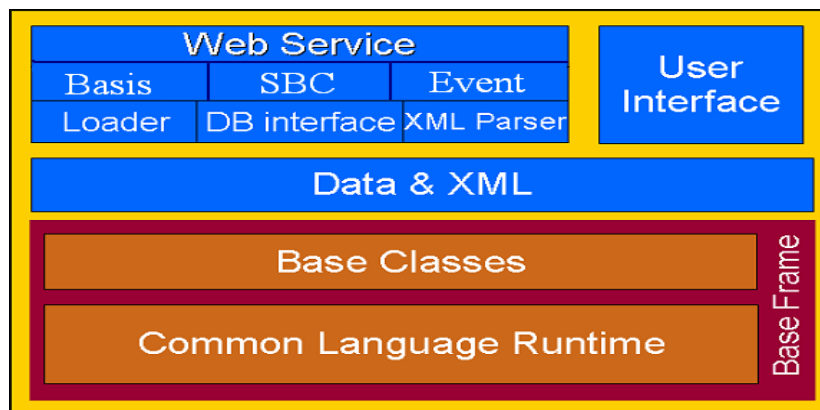 Web Service
Basis SBC Event
Loader DB interface XML Parser
User
Interface
Data & XML
Base Classes
Common Language Runtime
Base Frame